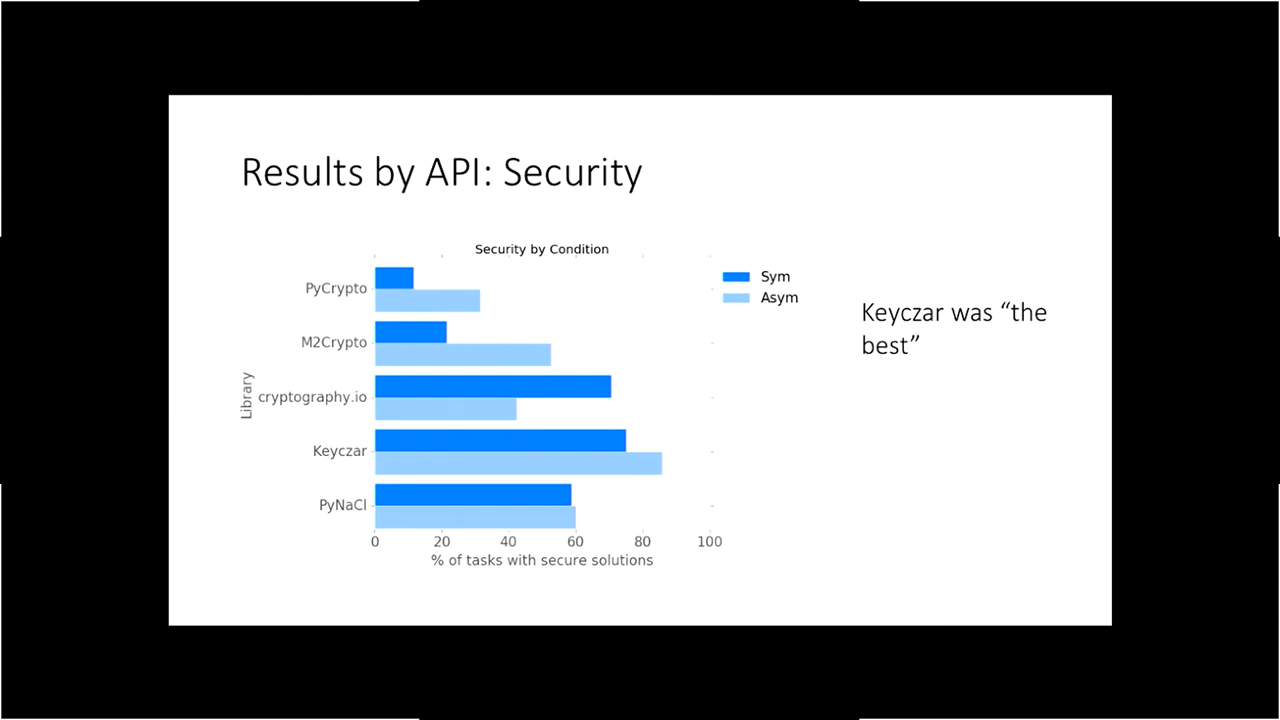 Results by API: Security
Security by Condition
Sym
Asym
PyCrypto
M2Crypto
cryptography.io
Keyczar
PyNaCl
Library
0 20 40 60 80 100
% of tasks with secure solutions
Keyczar was “the
best”